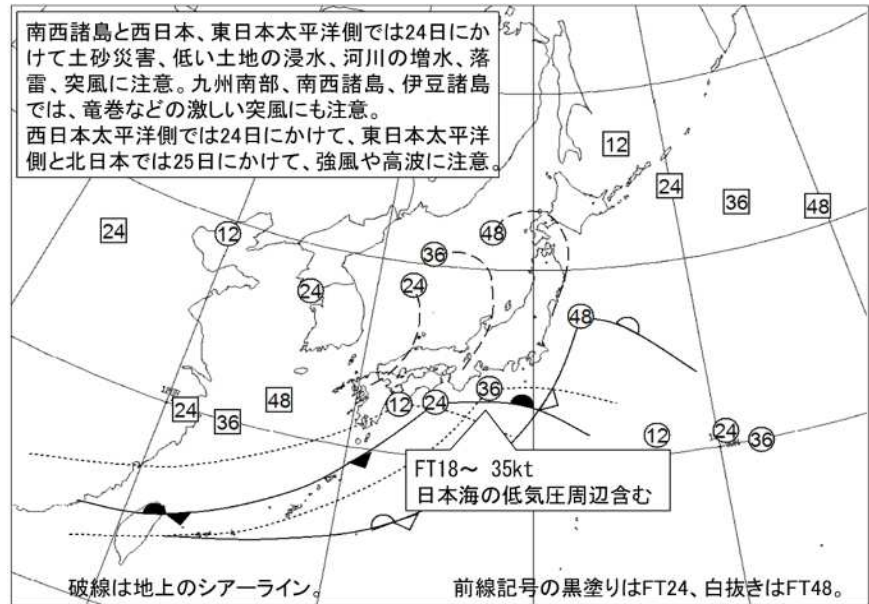 南西諸島と西日本、東日本太平洋側では24日にか
けて土砂災害、低い土地の浸水、河川の増水、落
雷、突風に注意。九州南部、南西諸島、伊豆諸島
では、竜巻などの激しい突風にも注意。
西日本太平洋側では24日にかけて、東日本太平洋
側と北日本では25日にかけて、強風や高波に注意。
12
24
36
48
24
12
48
36
24
24
48
48
24
36
12
24
36
12
24
36
FT18～ 35kt
日本海の低気圧周辺含む
破線は地上のシアーライン。
前線記号の黒塗りはFT24、白抜きはFT48。